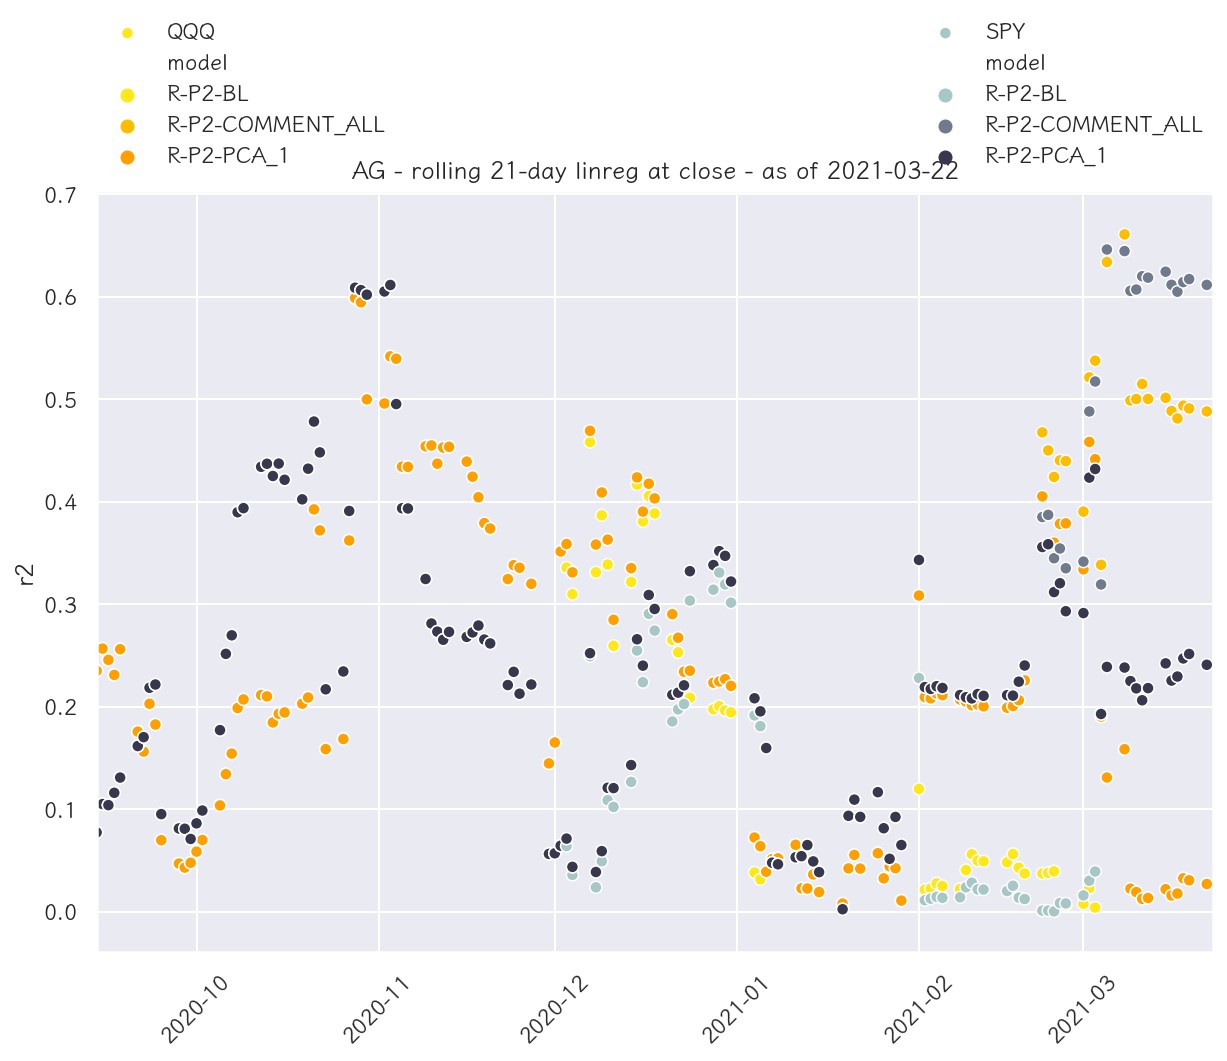 QQQ
model
R-P2-BL
R-P2-COMMENT_ALL
R-P2-PCA_1
SPY
model
R-P2-BL
R-P2-COMMENT_ALL
R-P2-PCA_1
AG - rolling 21-day linreg at close - as of 2021-03-22
0.7
0.6
0.5
0.4
0.3
0.2
0.1
0.0
r2
2020-10
2020-11
2020-12
2021-01
2021-02
2021-03